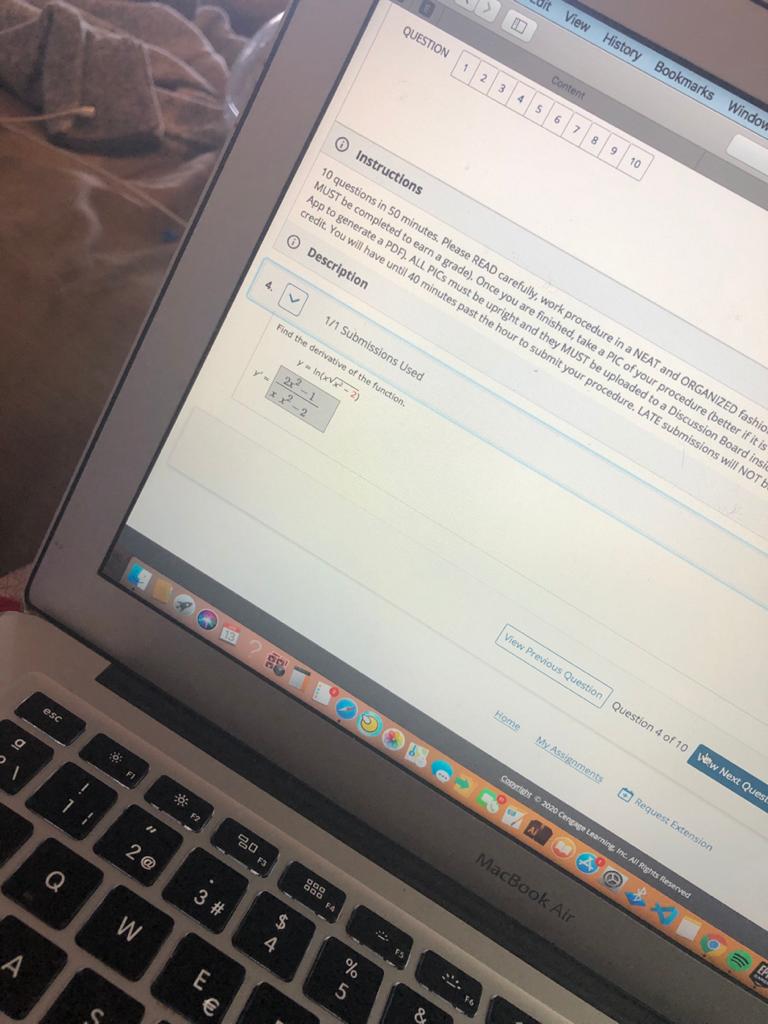 Edit View History Bookmarks Window
Content
QUESTION 1 2 3 4 5 6 7 8 9 10
Instructions
10 questions in 50 minutes. Please READ carefully, work procedure in a NEAT and ORGANIZED fashio
MUST be completed to earn a grade). Once you are finished, take a PIC of your procedure (better if it is
App to generate a PDF). ALL PICs must be upright and they MUST be uploaded to a Discussion Board insi
credit. You will have until 40 minutes past the hour to submit your procedure. LATE submissions will NOT b
Description
4. 1/1 Submissions Used
Find the derivative of the function.
y = ln(x√x² − 2)
y' = 2x² − 1
x x² − 2
View Previous Question Question 4 of 10 View Next Quest
Home My Assignments Request Extension
Copyright © 2020 Cengage Learning, Inc. All Rights Reserved
13
MacBook Air
esc F1 F2 F3 F4 F5 F6
ª º \ ! 1 ¡ " 2 @ · 3 # $ 4 % 5 &
Q W E €
A S